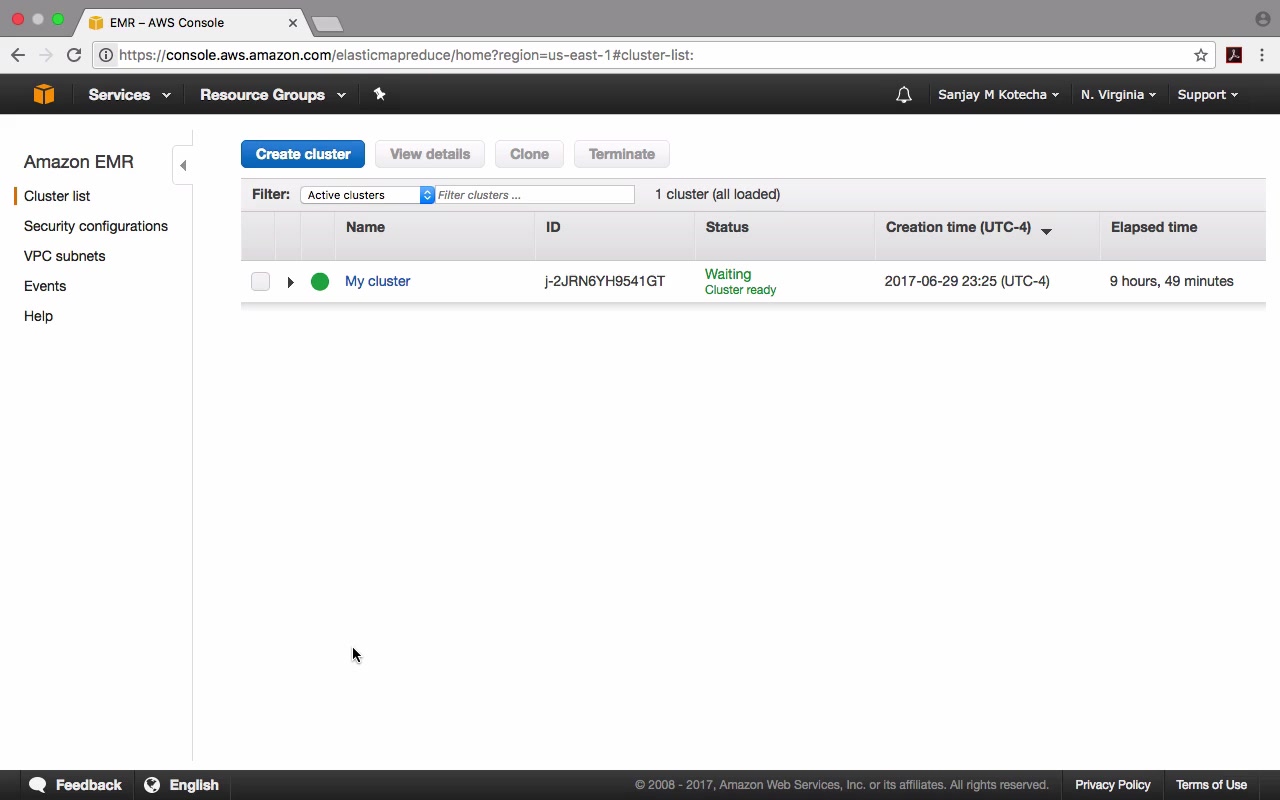 EMR – AWS Console
https://console.aws.amazon.com/elasticmapreduce/home?region=us-east-1#cluster-list:
Services Resource Groups Sanjay M Kotecha N. Virginia Support
Amazon EMR
Cluster list
Security configurations
VPC subnets
Events
Help
Create cluster View details Clone Terminate
Filter: Active clusters Filter clusters ... 1 cluster (all loaded)
Name ID Status Creation time (UTC-4) Elapsed time
My cluster j-2JRN6YH9541GT Waiting 2017-06-29 23:25 (UTC-4) 9 hours, 49 minutes
Cluster ready
Feedback English © 2008 - 2017, Amazon Web Services, Inc. or its affiliates. All rights reserved. Privacy Policy Terms of Use